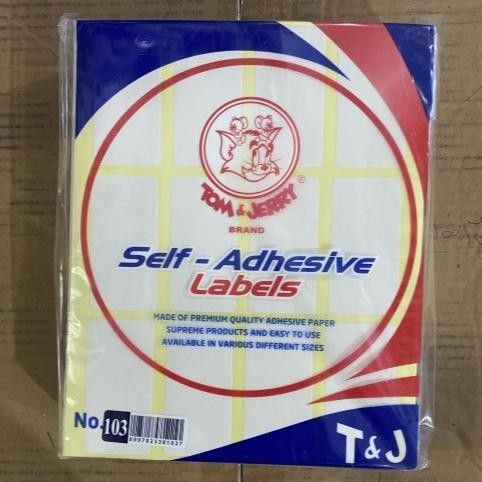 TOM & JERRY ®
BRAND
Self - Adhesive
Labels
MADE OF PREMIUM QUALITY ADHESIVE PAPER
SUPREME PRODUCTS AND EASY TO USE
AVAILABLE IN VARIOUS DIFFERENT SIZES
No. 103
T & J